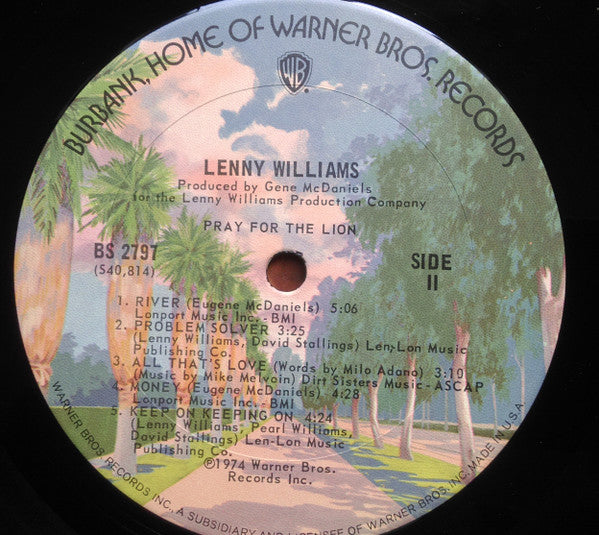 BURBANK, HOME OF WARNER BROS. RECORDS
WB
LENNY WILLIAMS
Produced by Gene McDaniels
for the Lenny Williams Production Company
PRAY FOR THE LION
BS 2797
(S40,814)
SIDE
II
1. RIVER (Eugene McDaniels) 5:06
Lonport Music Inc. - BMI
2. PROBLEM SOLVER 3:25
(Lenny Williams, David Stallings) Len-Lon Music
Publishing Co.
3. ALL THAT'S LOVE (Words by Milo Adano) 3:10
(Music by Mike Melvoin) Dirt Sisters Music - ASCAP
4. MONEY (Eugene McDaniels) 4:28
Lonport Music Inc. - BMI
5. KEEP ON KEEPING ON 4:24
(Lenny Williams, Pearl Williams,
David Stallings) Len-Lon Music
Publishing Co.
©1974 Warner Bros.
Records Inc.
WARNER BROS. RECORDS INC., A SUBSIDIARY AND LICENSEE OF WARNER BROS. INC. MADE IN U.S.A.